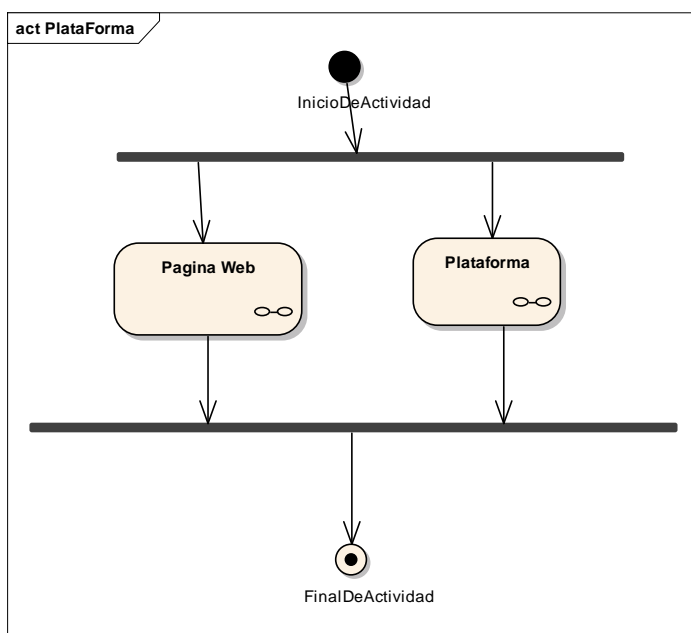 act PlataForma
InicioDeActividad
Pagina Web
Plataforma
FinalDeActividad